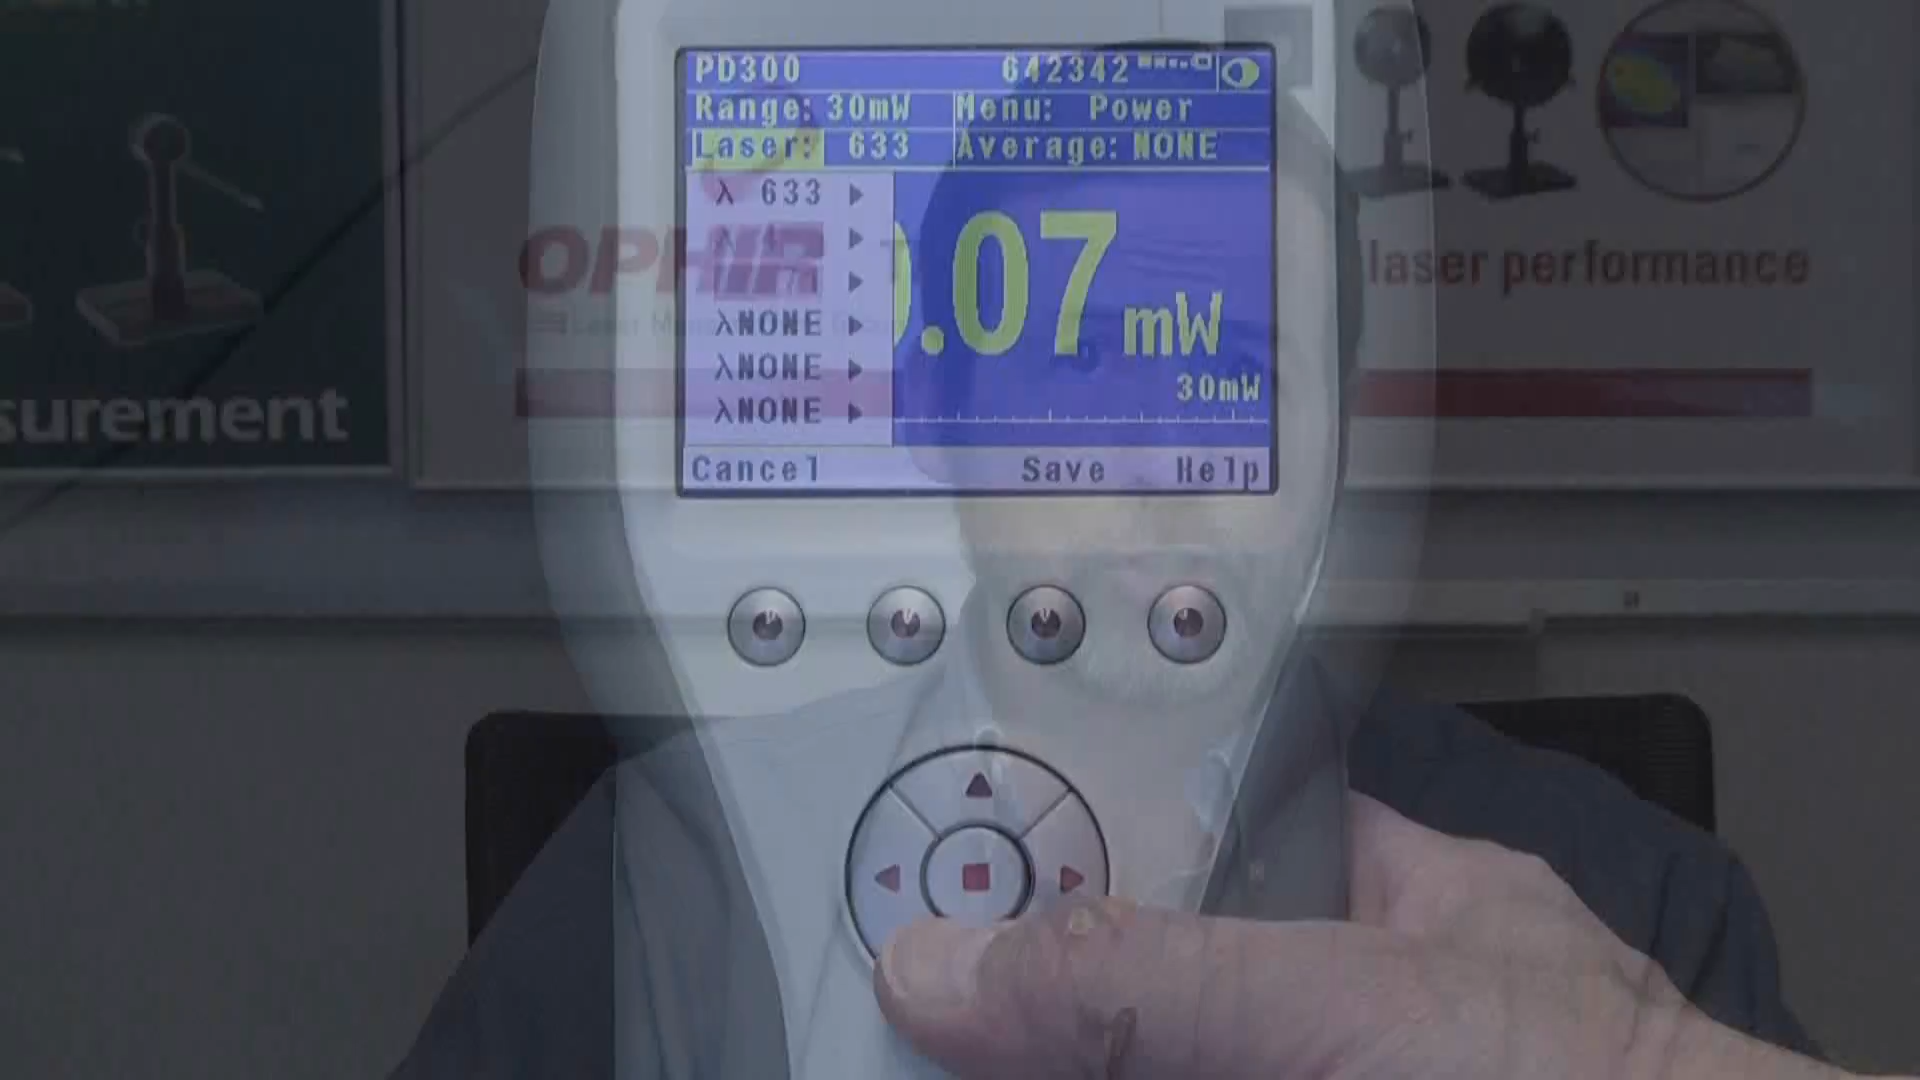 PD300 642342
Range: 30mW Menu: Power
Laser: 633 Average: NONE
λ 633
λ
λNONE
λNONE
λNONE
.07 mW
30mW
Cancel Save Help
OPHIR
laser performance
surement